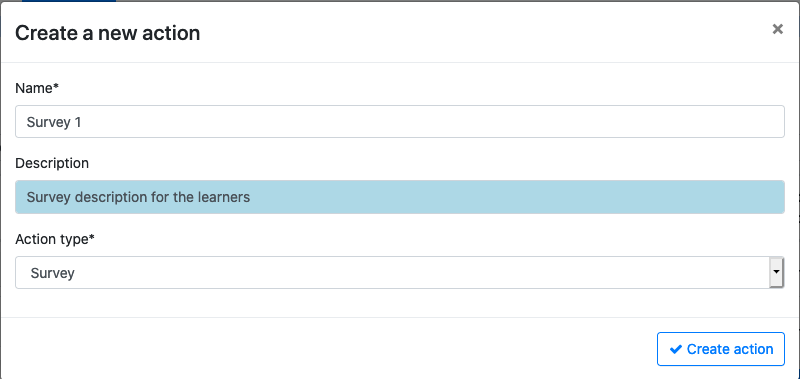 Create a new action
×
Name*
Survey 1
Description
Survey description for the learners
Action type*
Survey
Create action